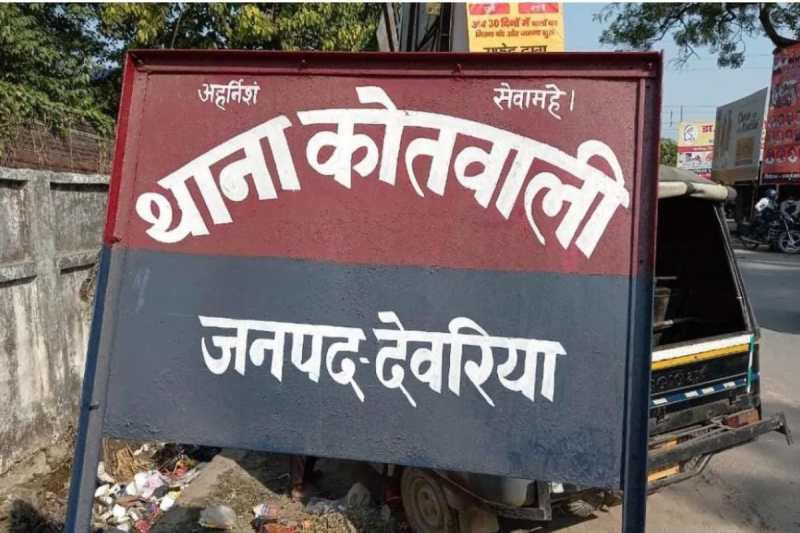 अहर्निशं सेवामहे।
थाना कोतवाली
जनपद-देवरिया